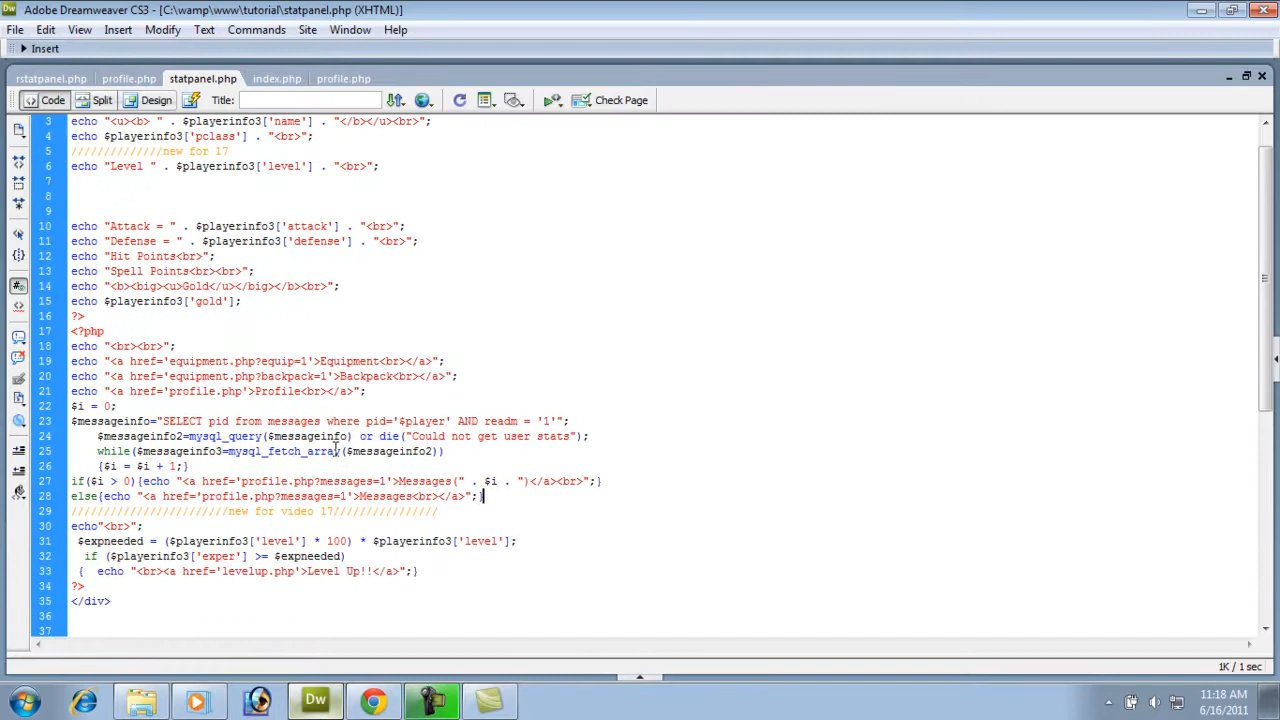 Adobe Dreamweaver CS3 - [C:\wamp\www\tutorial\statpanel.php (XHTML)]
File Edit View Insert Modify Text Commands Site Window Help
Insert
rstatpanel.php profile.php statpanel.php index.php profile.php
Code Split Design Title: Check Page
3 echo "<u><b> " . $playerinfo3['name'] . "</b></u><br>";
4 echo $playerinfo3['pclass'] . "<br>";
5 //////////////new for 17
6 echo "Level " . $playerinfo3['level'] . "<br>";
7
8
9
10 echo "Attack = " . $playerinfo3['attack'] . "<br>";
11 echo "Defense = " . $playerinfo3['defense'] . "<br>";
12 echo "Hit Points<br>";
13 echo "Spell Points<br><br>";
14 echo "<b><big><u>Gold</u></big></b><br>";
15 echo $playerinfo3['gold'];
16 ?>
17 <?php
18 echo "<br><br>";
19 echo "<a href='equipment.php?equip=1'>Equipment<br></a>";
20 echo "<a href='equipment.php?backpack=1'>Backpack<br></a>";
21 echo "<a href='profile.php'>Profile<br></a>";
22 $i = 0;
23 $messageinfo="SELECT pid from messages where pid='$player' AND readm = '1'";
24 $messageinfo2=mysql_query($messageinfo) or die("Could not get user stats");
25 while($messageinfo3=mysql_fetch_array($messageinfo2))
26 {$i = $i + 1;}
27 if($i > 0){echo "<a href='profile.php?messages=1'>Messages(" . $i . ")</a><br>";}
28 else{echo "<a href='profile.php?messages=1'>Messages<br></a>";}
29 ////////////////////////new for video 17////////////////
30 echo"<br>";
31 $expneeded = ($playerinfo3['level'] * 100) * $playerinfo3['level'];
32 if ($playerinfo3['exper'] >= $expneeded)
33 { echo "<br><a href='levelup.php'>Level Up!!</a>";}
34 ?>
35 </div>
36
37
1K / 1 sec
Dw 11:18 AM
6/16/2011